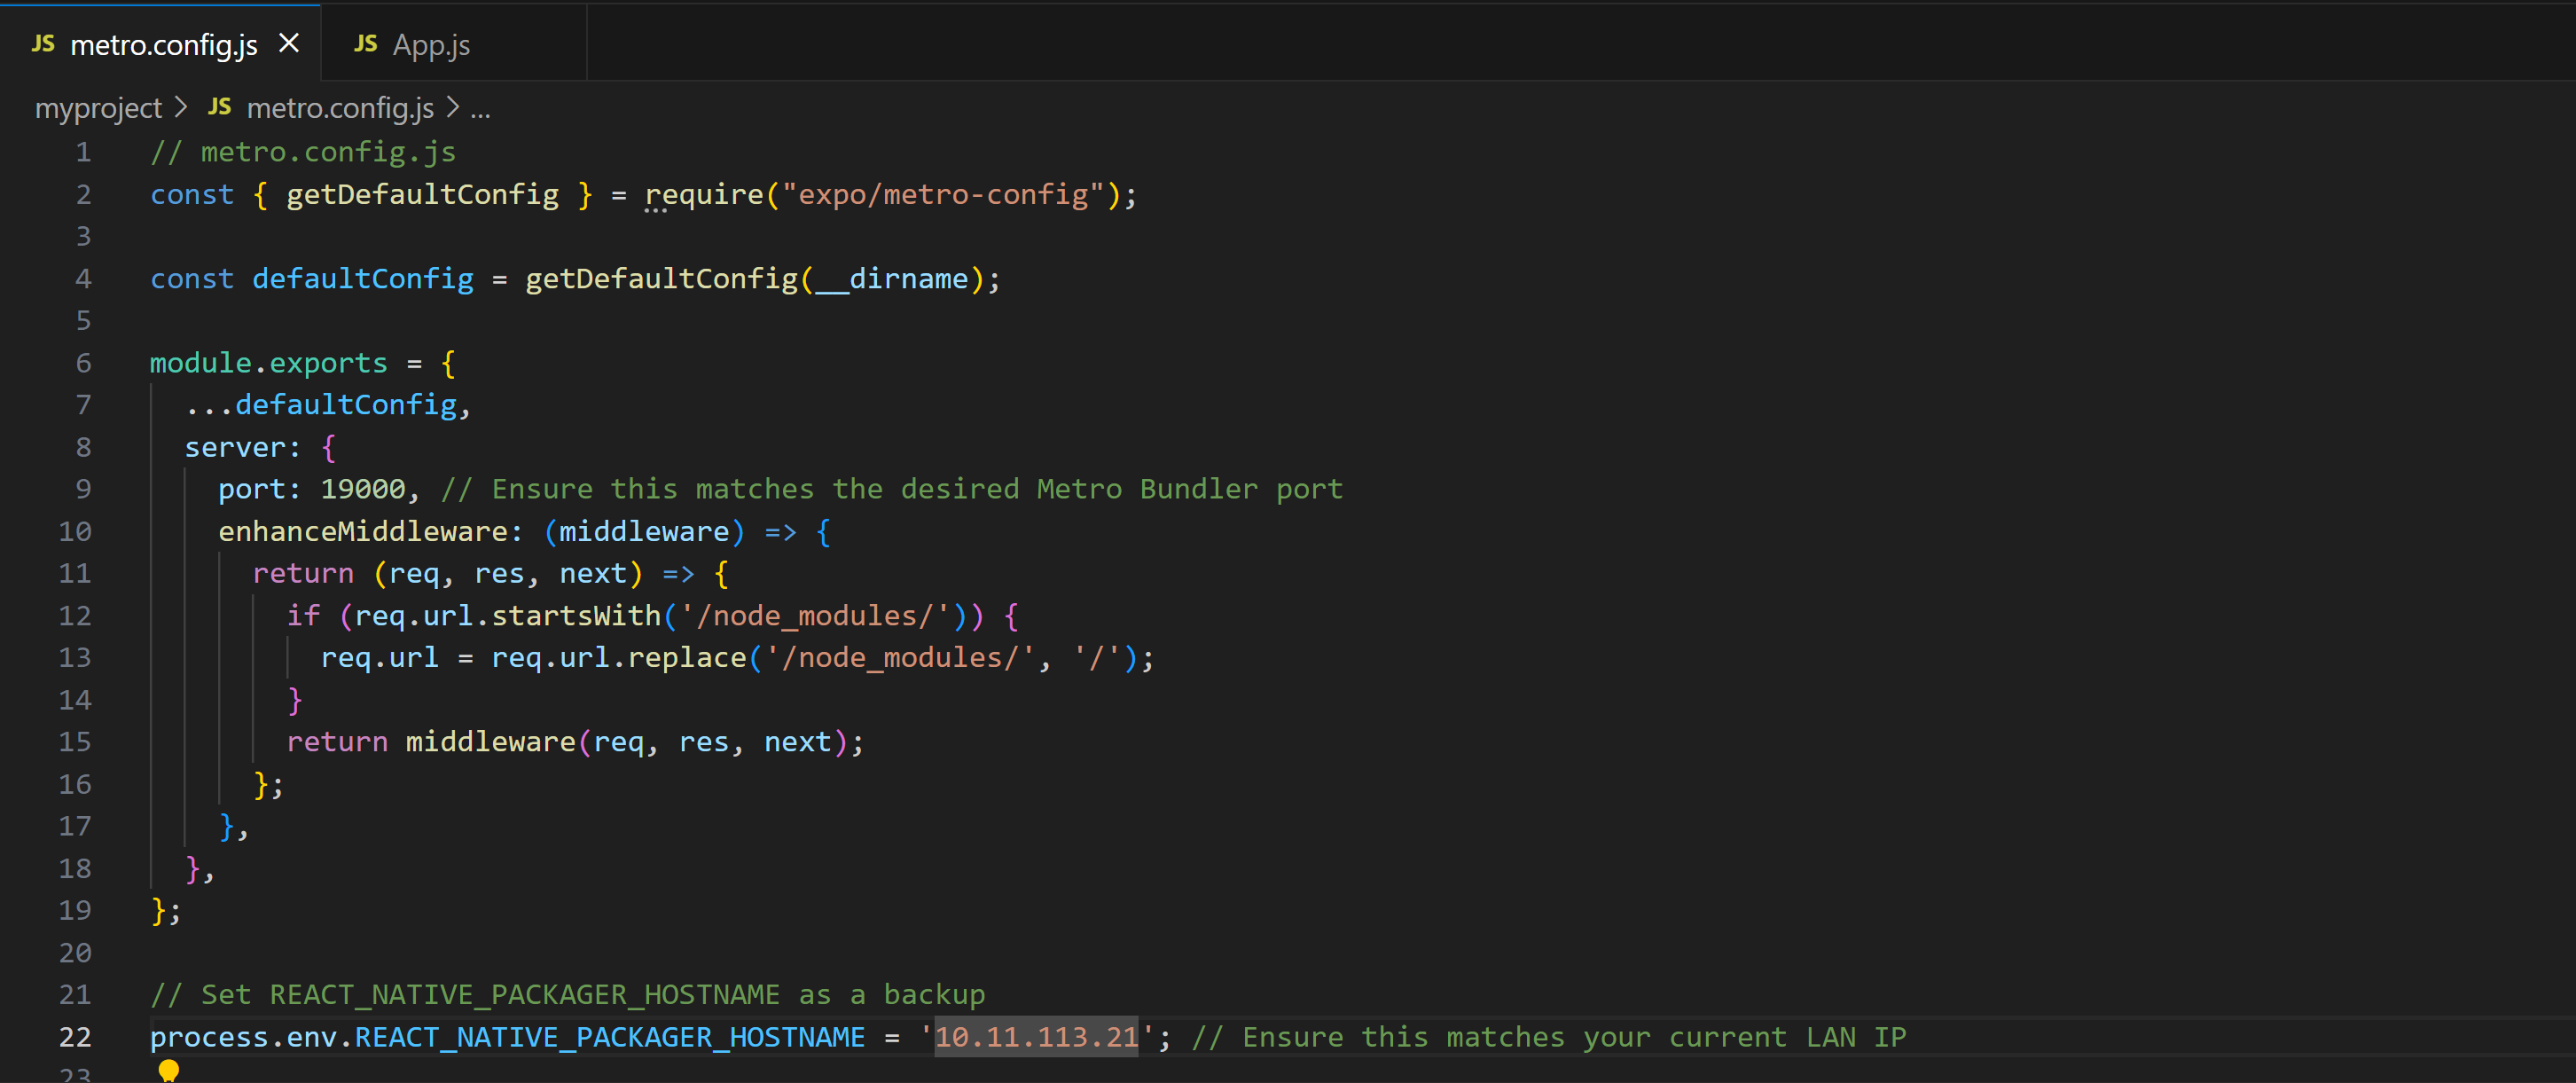 JS metro.config.js × JS App.js
myproject > JS metro.config.js > ...
1 // metro.config.js
2 const { getDefaultConfig } = require("expo/metro-config");
3
4 const defaultConfig = getDefaultConfig(__dirname);
5
6 module.exports = {
7 ...defaultConfig,
8 server: {
9 port: 19000, // Ensure this matches the desired Metro Bundler port
10 enhanceMiddleware: (middleware) => {
11 return (req, res, next) => {
12 if (req.url.startsWith('/node_modules/')) {
13 req.url = req.url.replace('/node_modules/', '/');
14 }
15 return middleware(req, res, next);
16 };
17 },
18 },
19 };
20
21 // Set REACT_NATIVE_PACKAGER_HOSTNAME as a backup
22 process.env.REACT_NATIVE_PACKAGER_HOSTNAME = '10.11.113.21'; // Ensure this matches your current LAN IP
23